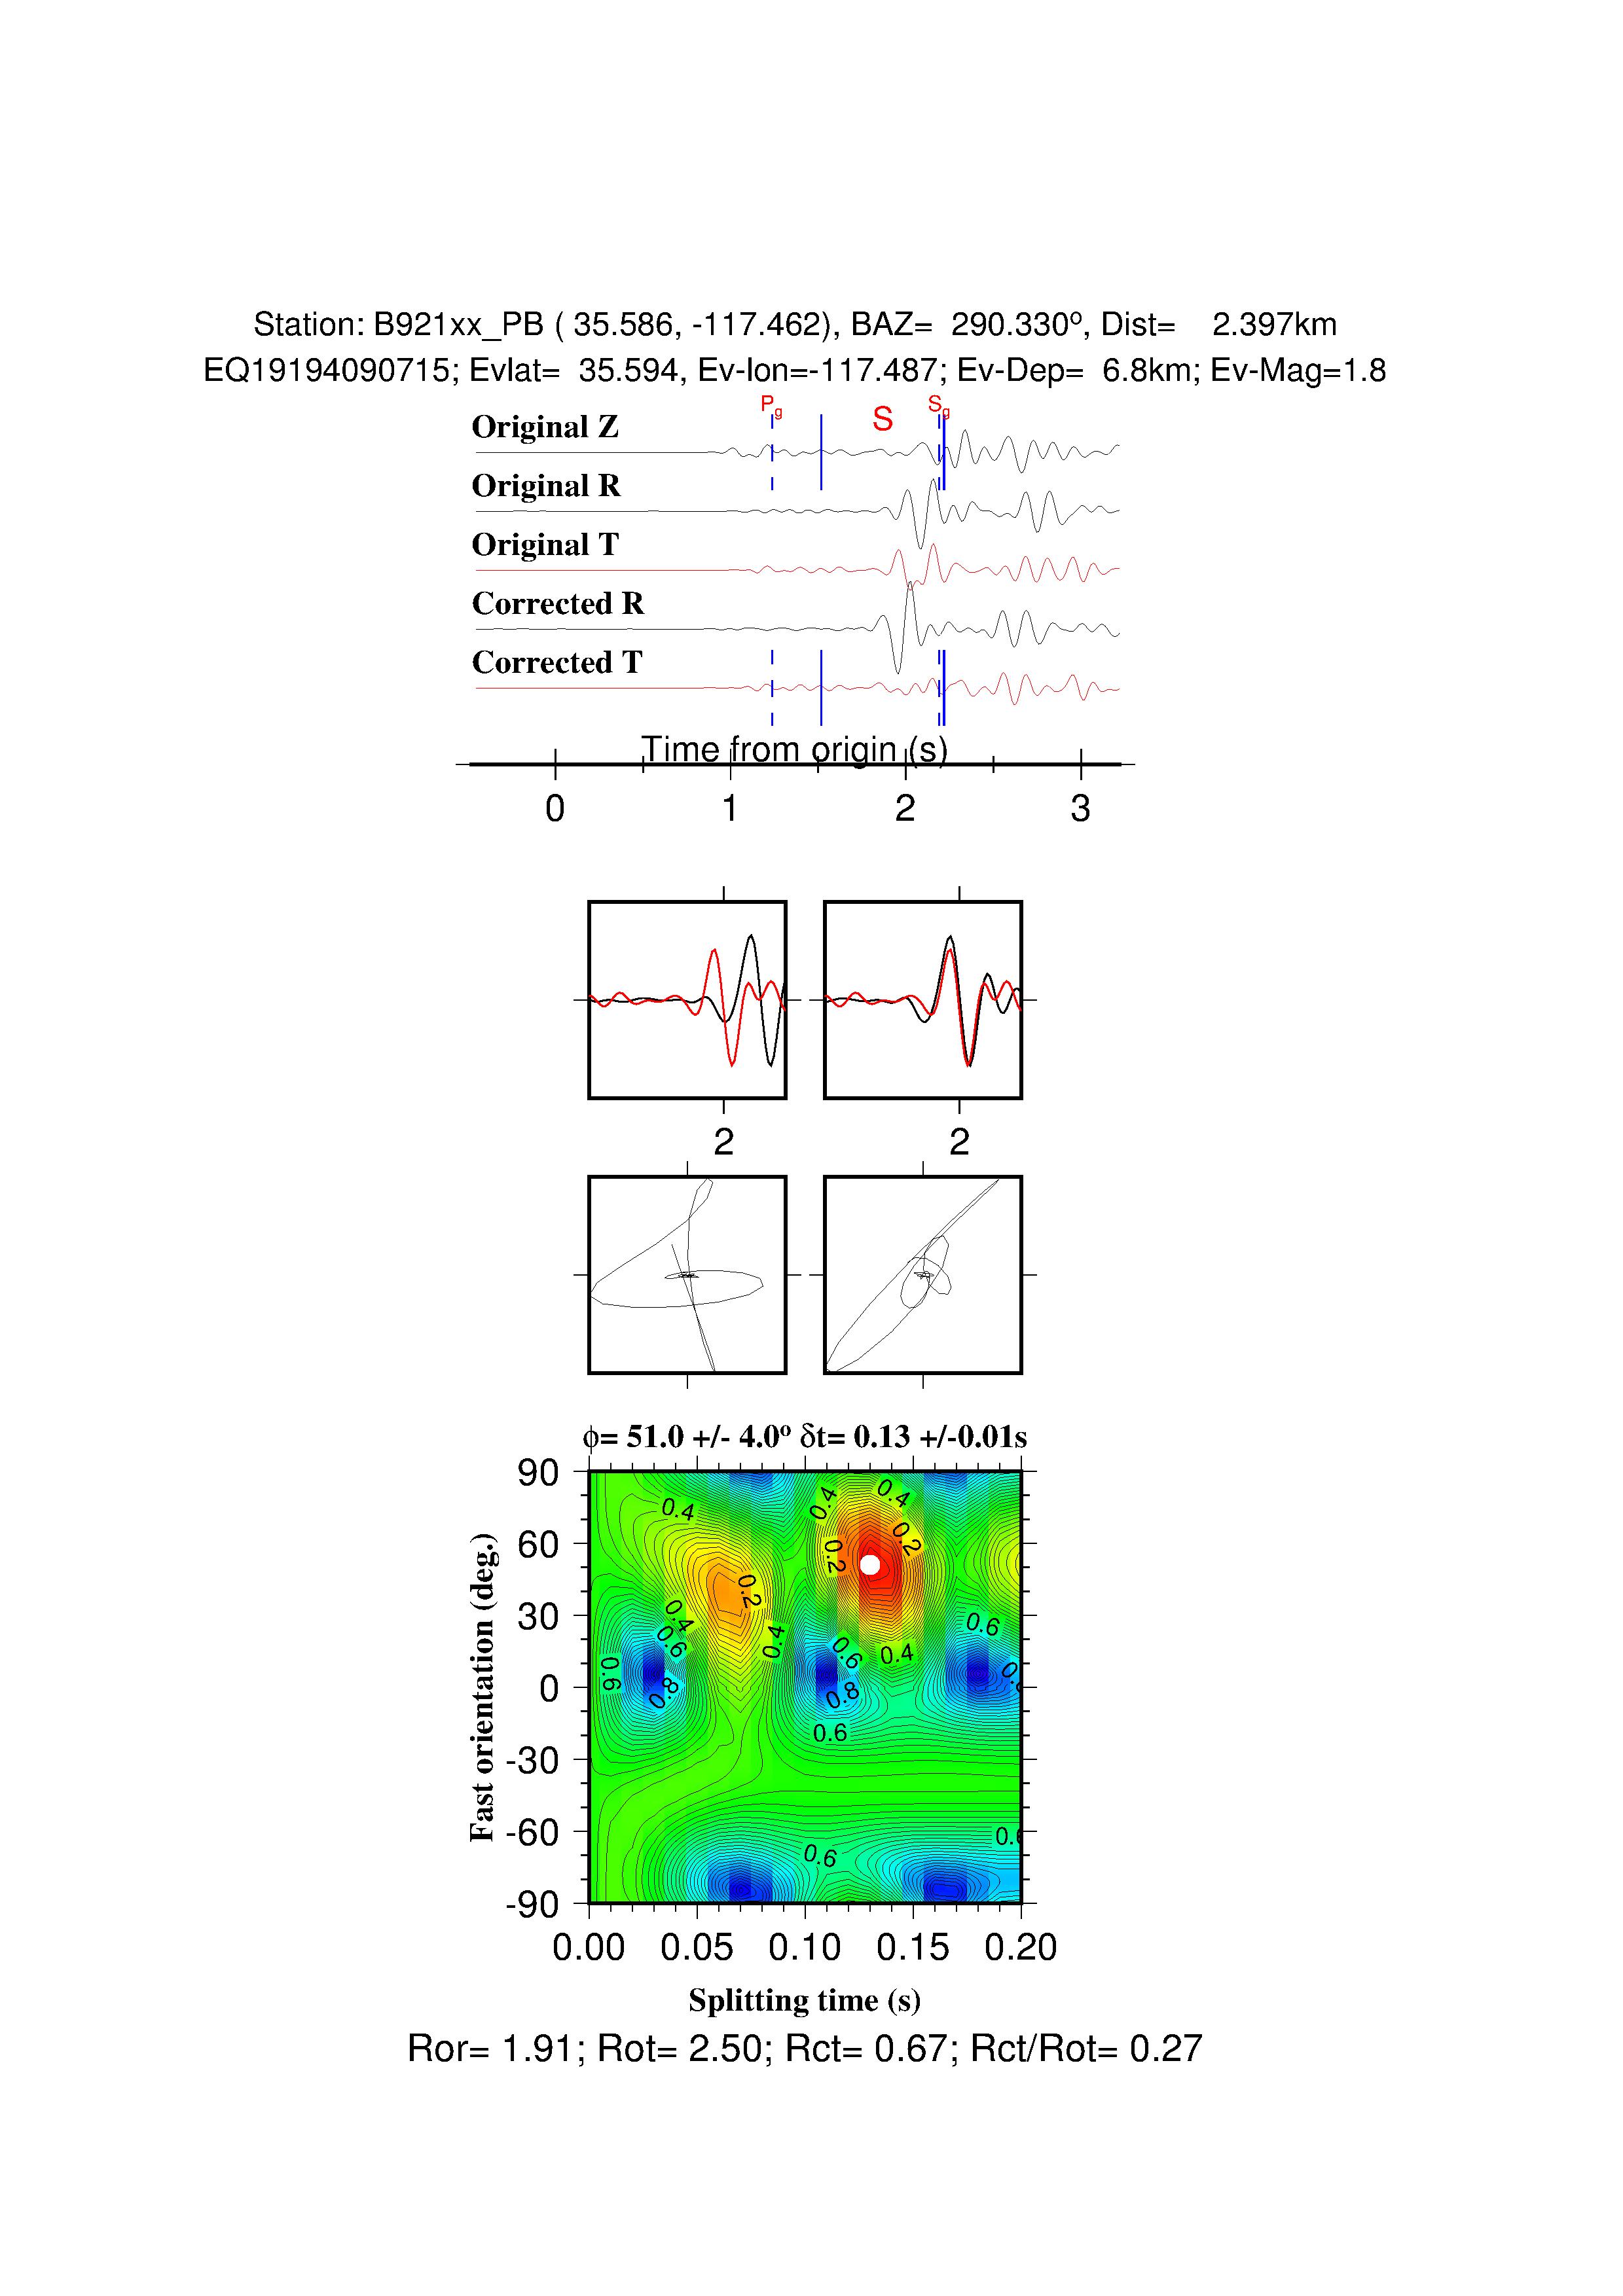 Station: B921xx_PB ( 35.586, -117.462), BAZ= 290.330º, Dist= 2.397km
EQ19194090715; Evlat= 35.594, Ev-lon=-117.487; Ev-Dep= 6.8km; Ev-Mag=1.8
Pg S Sg
Original Z
Original R
Original T
Corrected R
Corrected T
Time from origin (s)
0 1 2 3
2 2
ϕ= 51.0 +/- 4.0º δt= 0.13 +/-0.01s
90
60
30
0
-30
-60
-90
Fast orientation (deg.)
0.4 0.4 0.4
0.2 0.2
0.2
0.4 0.6
0.6 0.4 0.6 0.4
0.6 0.8 0.8
0.6
0.6
0.00 0.05 0.10 0.15 0.20
Splitting time (s)
Ror= 1.91; Rot= 2.50; Rct= 0.67; Rct/Rot= 0.27